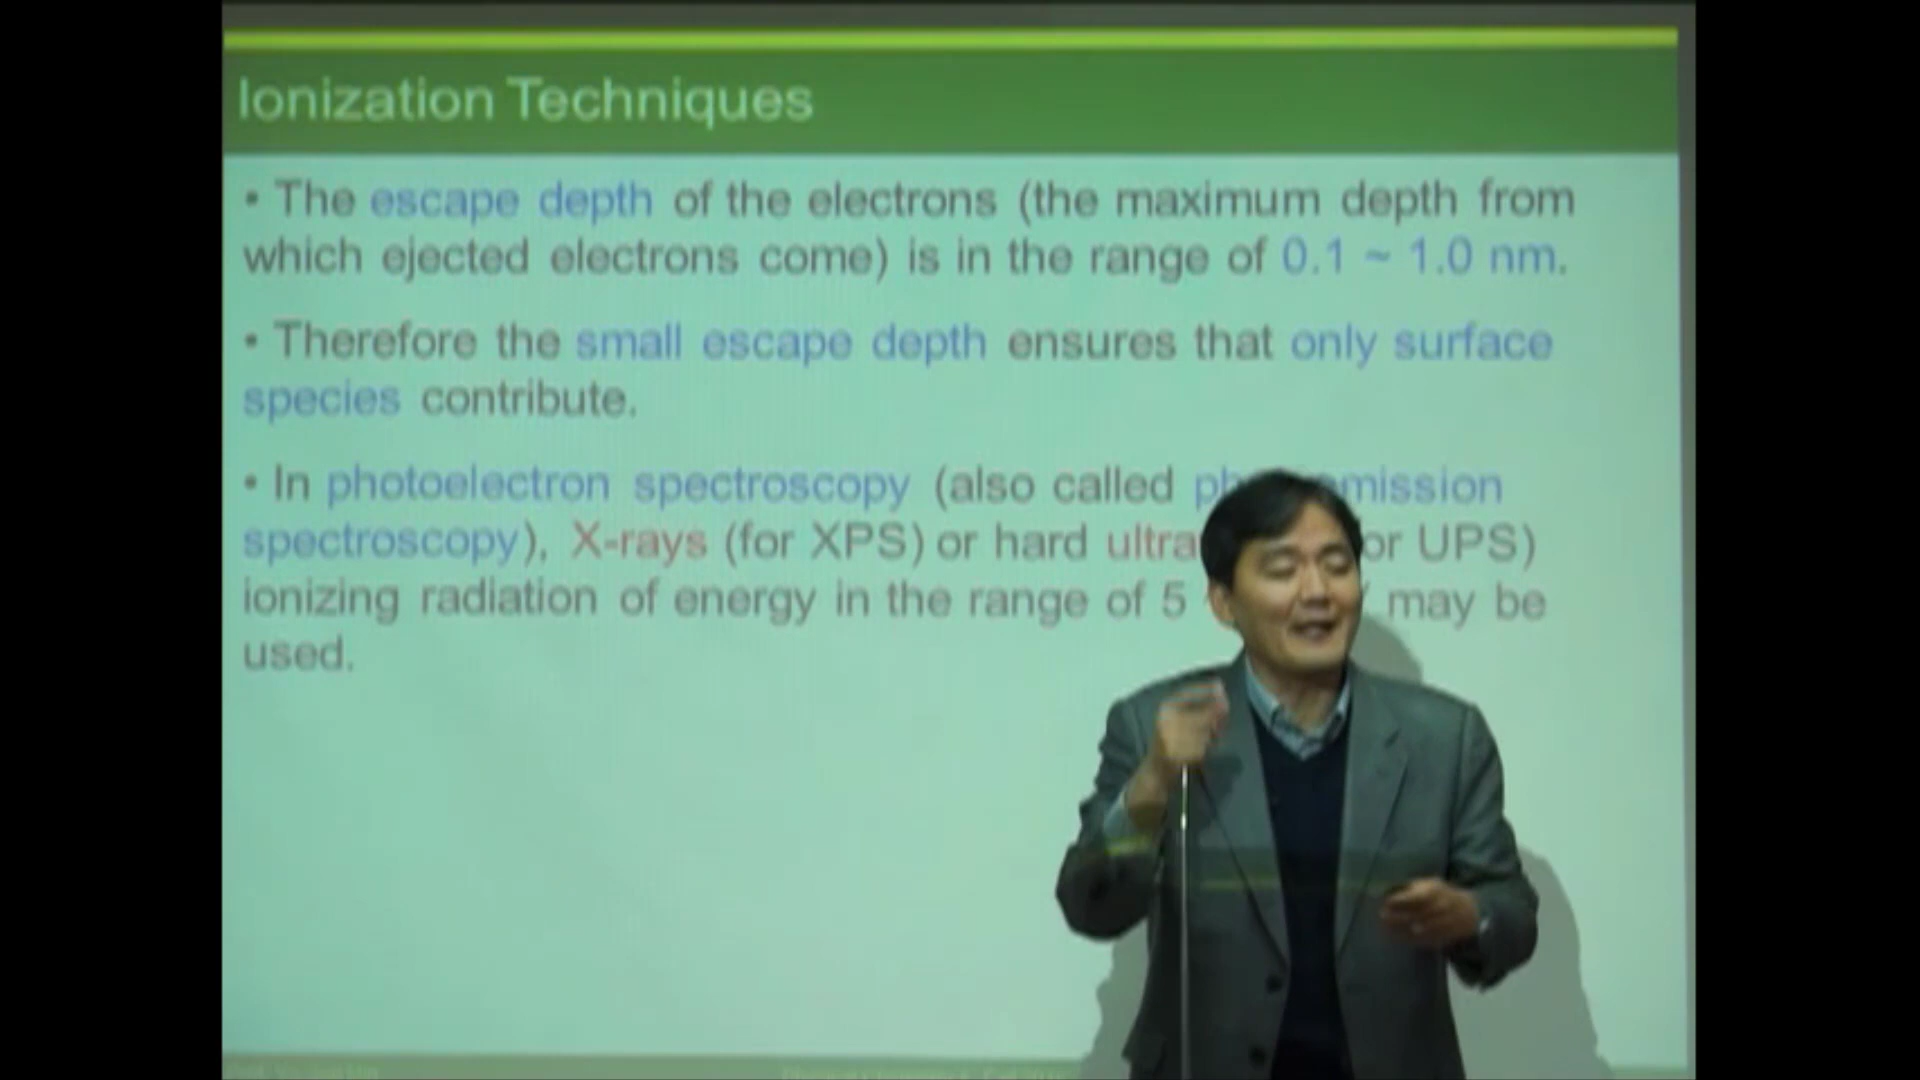 Ionization Techniques
• The escape depth of the electrons (the maximum depth from
which ejected electrons come) is in the range of 0.1 ~ 1.0 nm.
• Therefore the small escape depth ensures that only surface
species contribute.
• In photoelectron spectroscopy (also called
spectroscopy), X-rays (for XPS) or hard UPS)
ionizing radiation of energy in the range of 5 may be
used.